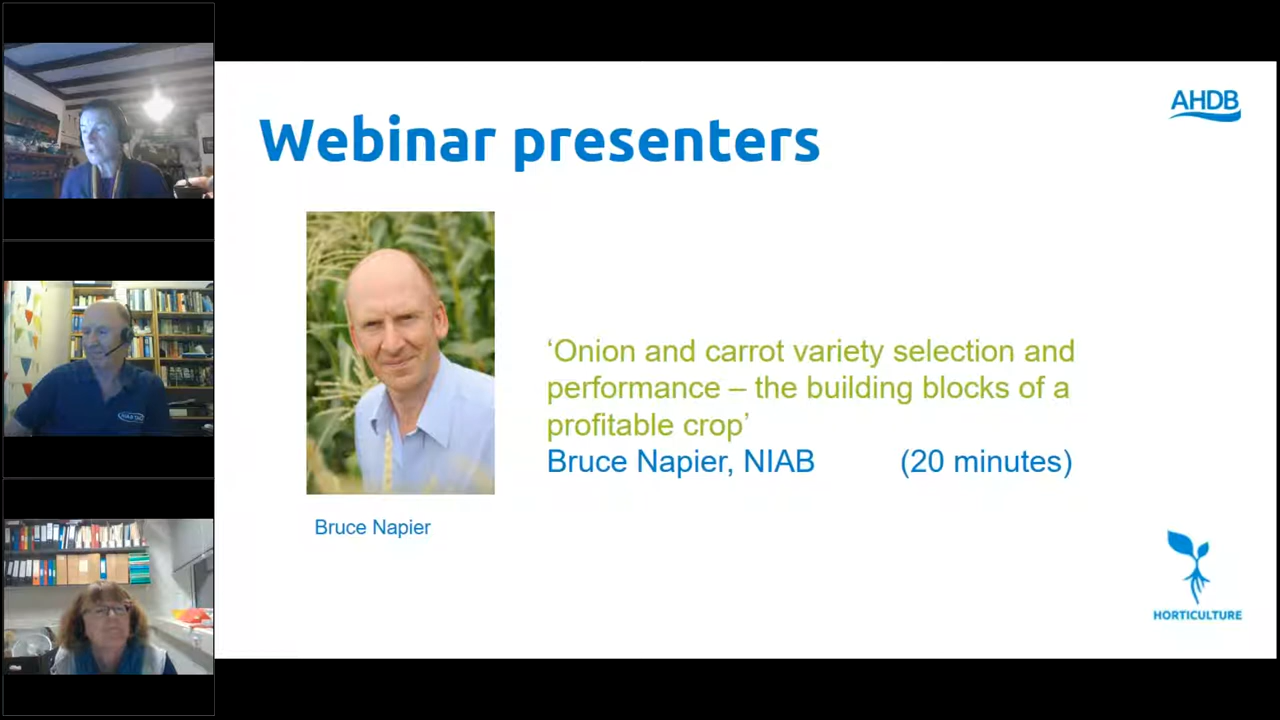 AHDB
Webinar presenters
‘Onion and carrot variety selection and
performance – the building blocks of a
profitable crop’
Bruce Napier, NIAB (20 minutes)
Bruce Napier
HORTICULTURE